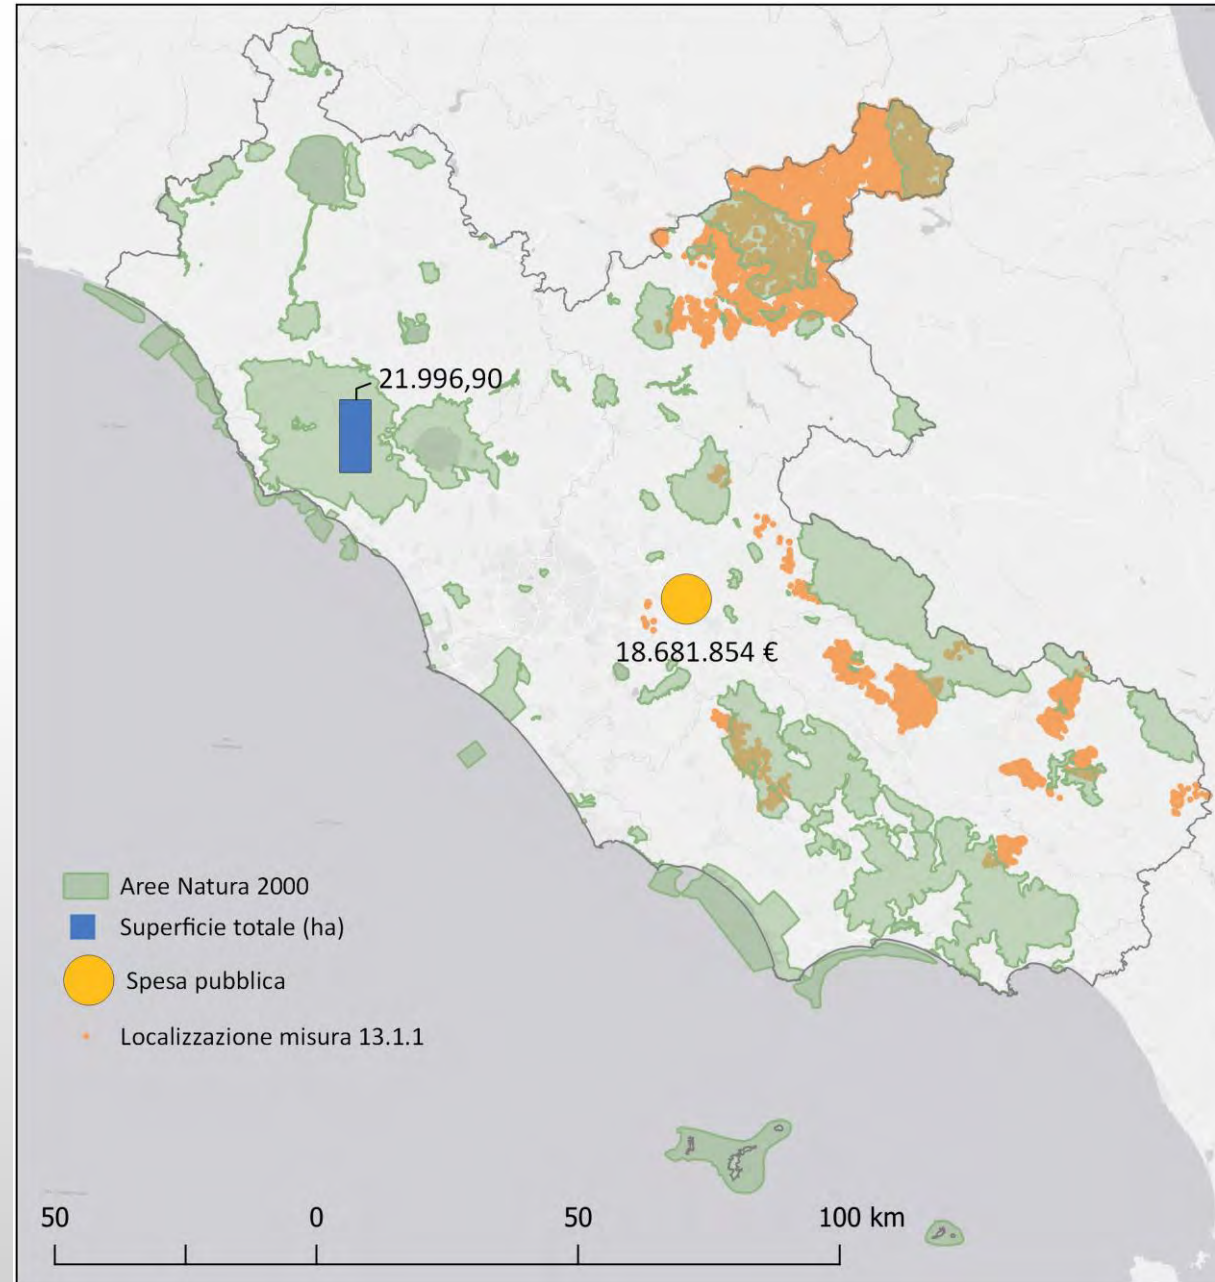 21.996,90
18.681.854 €
Aree Natura 2000
Superficie totale (ha)
Spesa pubblica
Localizzazione misura 13.1.1
50 0 50 100 km